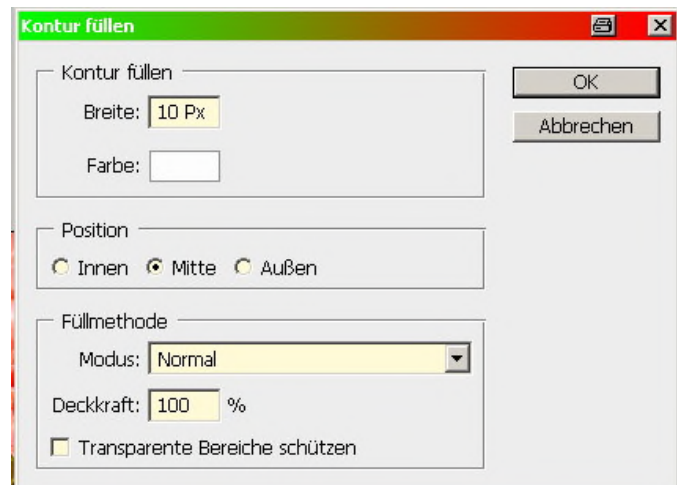 Kontur füllen
Kontur füllen
OK
Breite: 10 Px
Abbrechen
Farbe:
Position
Innen Mitte Außen
Füllmethode
Modus: Normal
Deckkraft: 100 %
Transparente Bereiche schützen